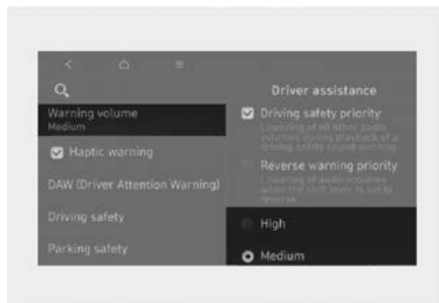 Driver assistance
Warning volume
Medium
Haptic warning
DAW (Driver Attention Warning)
Driving safety
Parking safety
Driving safety priority
Lowering of all other audio
volumes during playback of a
driving safety sound warning
Reverse warning priority
Lowering of audio volumes
when the shift lever is set to
reverse
High
Medium